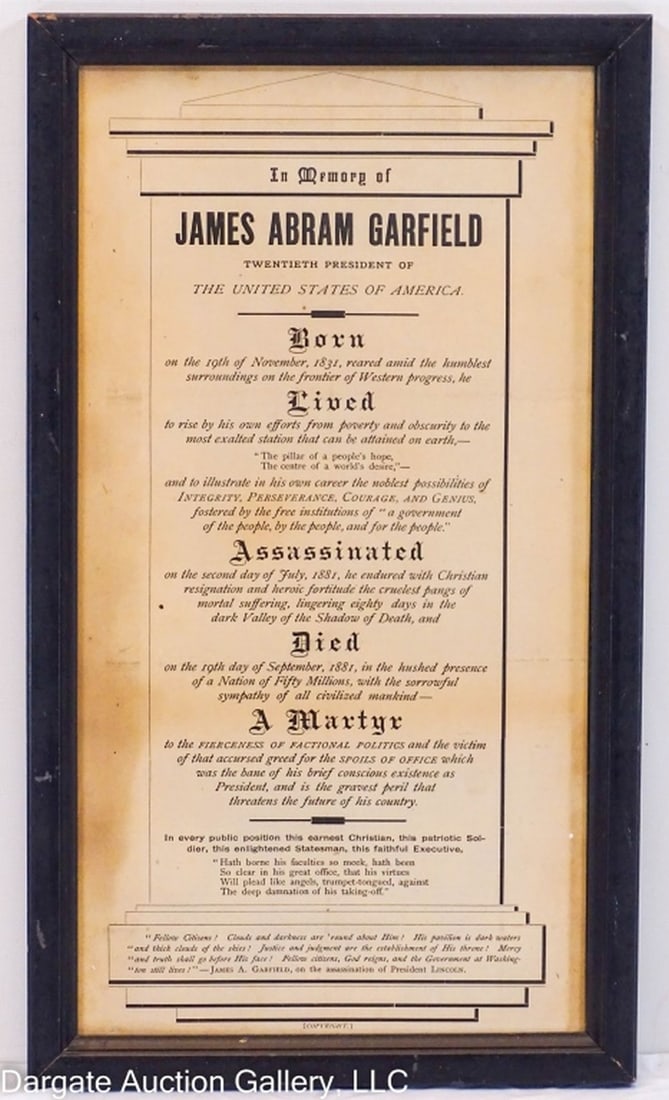 In Memory of
JAMES ABRAM GARFIELD
TWENTIETH PRESIDENT OF
THE UNITED STATES OF AMERICA.
Born
on the 19th of November, 1831, reared amid the humblest
surroundings on the frontier of Western progress, he
Lived
to rise by his own efforts from poverty and obscurity to the
most exalted station that can be attained on earth,—
"The pillar of a people's hope,
The centre of a world's desire,"—
and to illustrate in his own career the noblest possibilities of
INTEGRITY, PERSEVERANCE, COURAGE, AND GENIUS,
fostered by the free institutions of "a government
of the people, by the people, and for the people."
Assassinated
on the second day of July, 1881, he endured with Christian
resignation and heroic fortitude the cruelest pangs of
mortal suffering, lingering eighty days in the
dark Valley of the Shadow of Death, and
Died
on the 19th day of September, 1881, in the hushed presence
of a Nation of Fifty Millions, with the sorrowful
sympathy of all civilized mankind—
A Martyr
to the FIERCENESS OF FACTIONAL POLITICS and the victim
of that accursed greed for the SPOILS OF OFFICE which
was the bane of his brief conscious existence as
President, and is the gravest peril that
threatens the future of his country.
In every public position this earnest Christian, this patriotic Sol-
dier, this enlightened Statesman, this faithful Executive,
"Hath borne his faculties so meek, hath been
So clear in his great office, that his virtues
Will plead like angels, trumpet-tongued, against
The deep damnation of his taking-off."
"Fellow Citizens! Clouds and darkness are 'round about Him! His pavilion is dark waters
"and thick clouds of the skies! Justice and judgment are the establishment of His throne! Mercy
"and truth shall go before His face! Fellow citizens, God reigns, and the Government at Washing-
"ton still lives!"—JAMES A. GARFIELD, on the assassination of President LINCOLN.
[COPYRIGHT.]
Dargate Auction Gallery, LLC